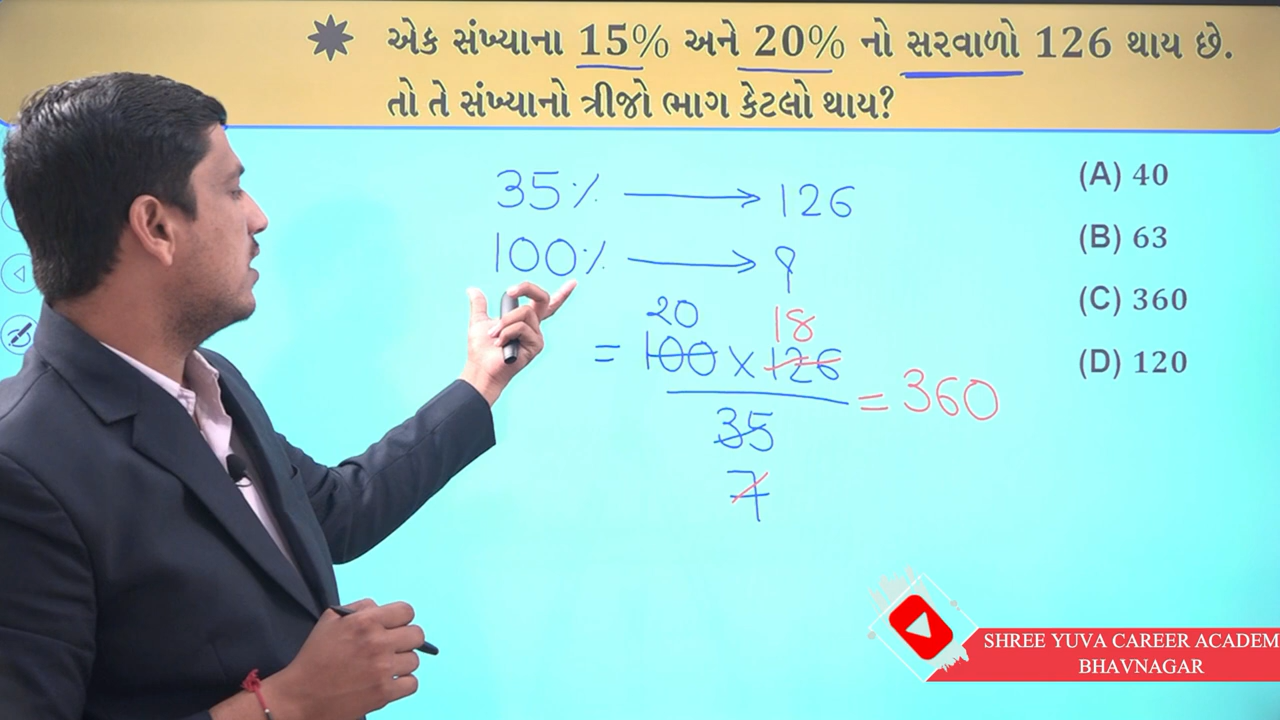 એક સંખ્યાના 15% અને 20% નો સરવાળો 126 થાય છે.
તો તે સંખ્યાનો ત્રીજો ભાગ કેટલો થાય?
35% → 126
100% → ?
20 18
= 100 x 126
35
7
= 360
(A) 40
(B) 63
(C) 360
(D) 120
SHREE YUVA CAREER ACADEM
BHAVNAGAR